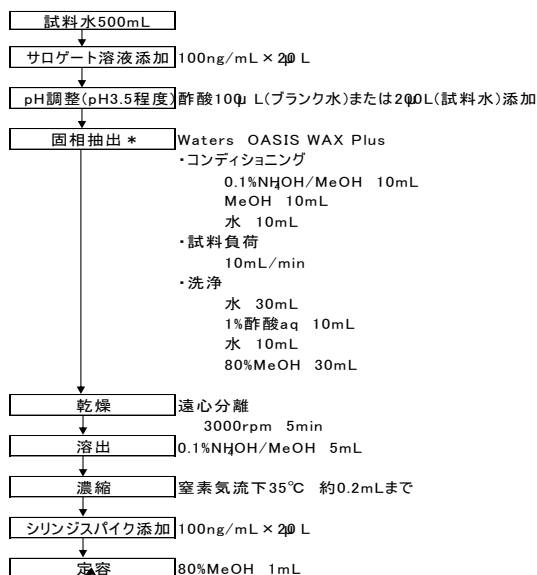 試料水500mL
サロゲート溶液添加 100ng/mL×20μL
pH調整(pH3.5程度) 酢酸100μL(ブランク水)または200μL(試料水)添加
固相抽出* Waters OASIS WAX Plus
・コンディショニング
0.1%NH4OH/MeOH 10mL
MeOH 10mL
水 10mL
・試料負荷
10mL/min
・洗浄
水 30mL
1%酢酸aq 10mL
水 10mL
80%MeOH 30mL
乾燥 遠心分離
3000rpm 5min
溶出 0.1%NH4OH/MeOH 5mL
濃縮 窒素気流下35℃ 約0.2mLまで
シリンジスパイク添加 100ng/mL×20μL
定容 80%MeOH 1mL